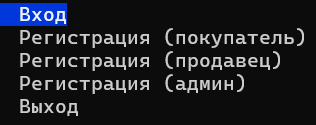 Вход
Регистрация (покупатель)
Регистрация (продавец)
Регистрация (админ)
Выход